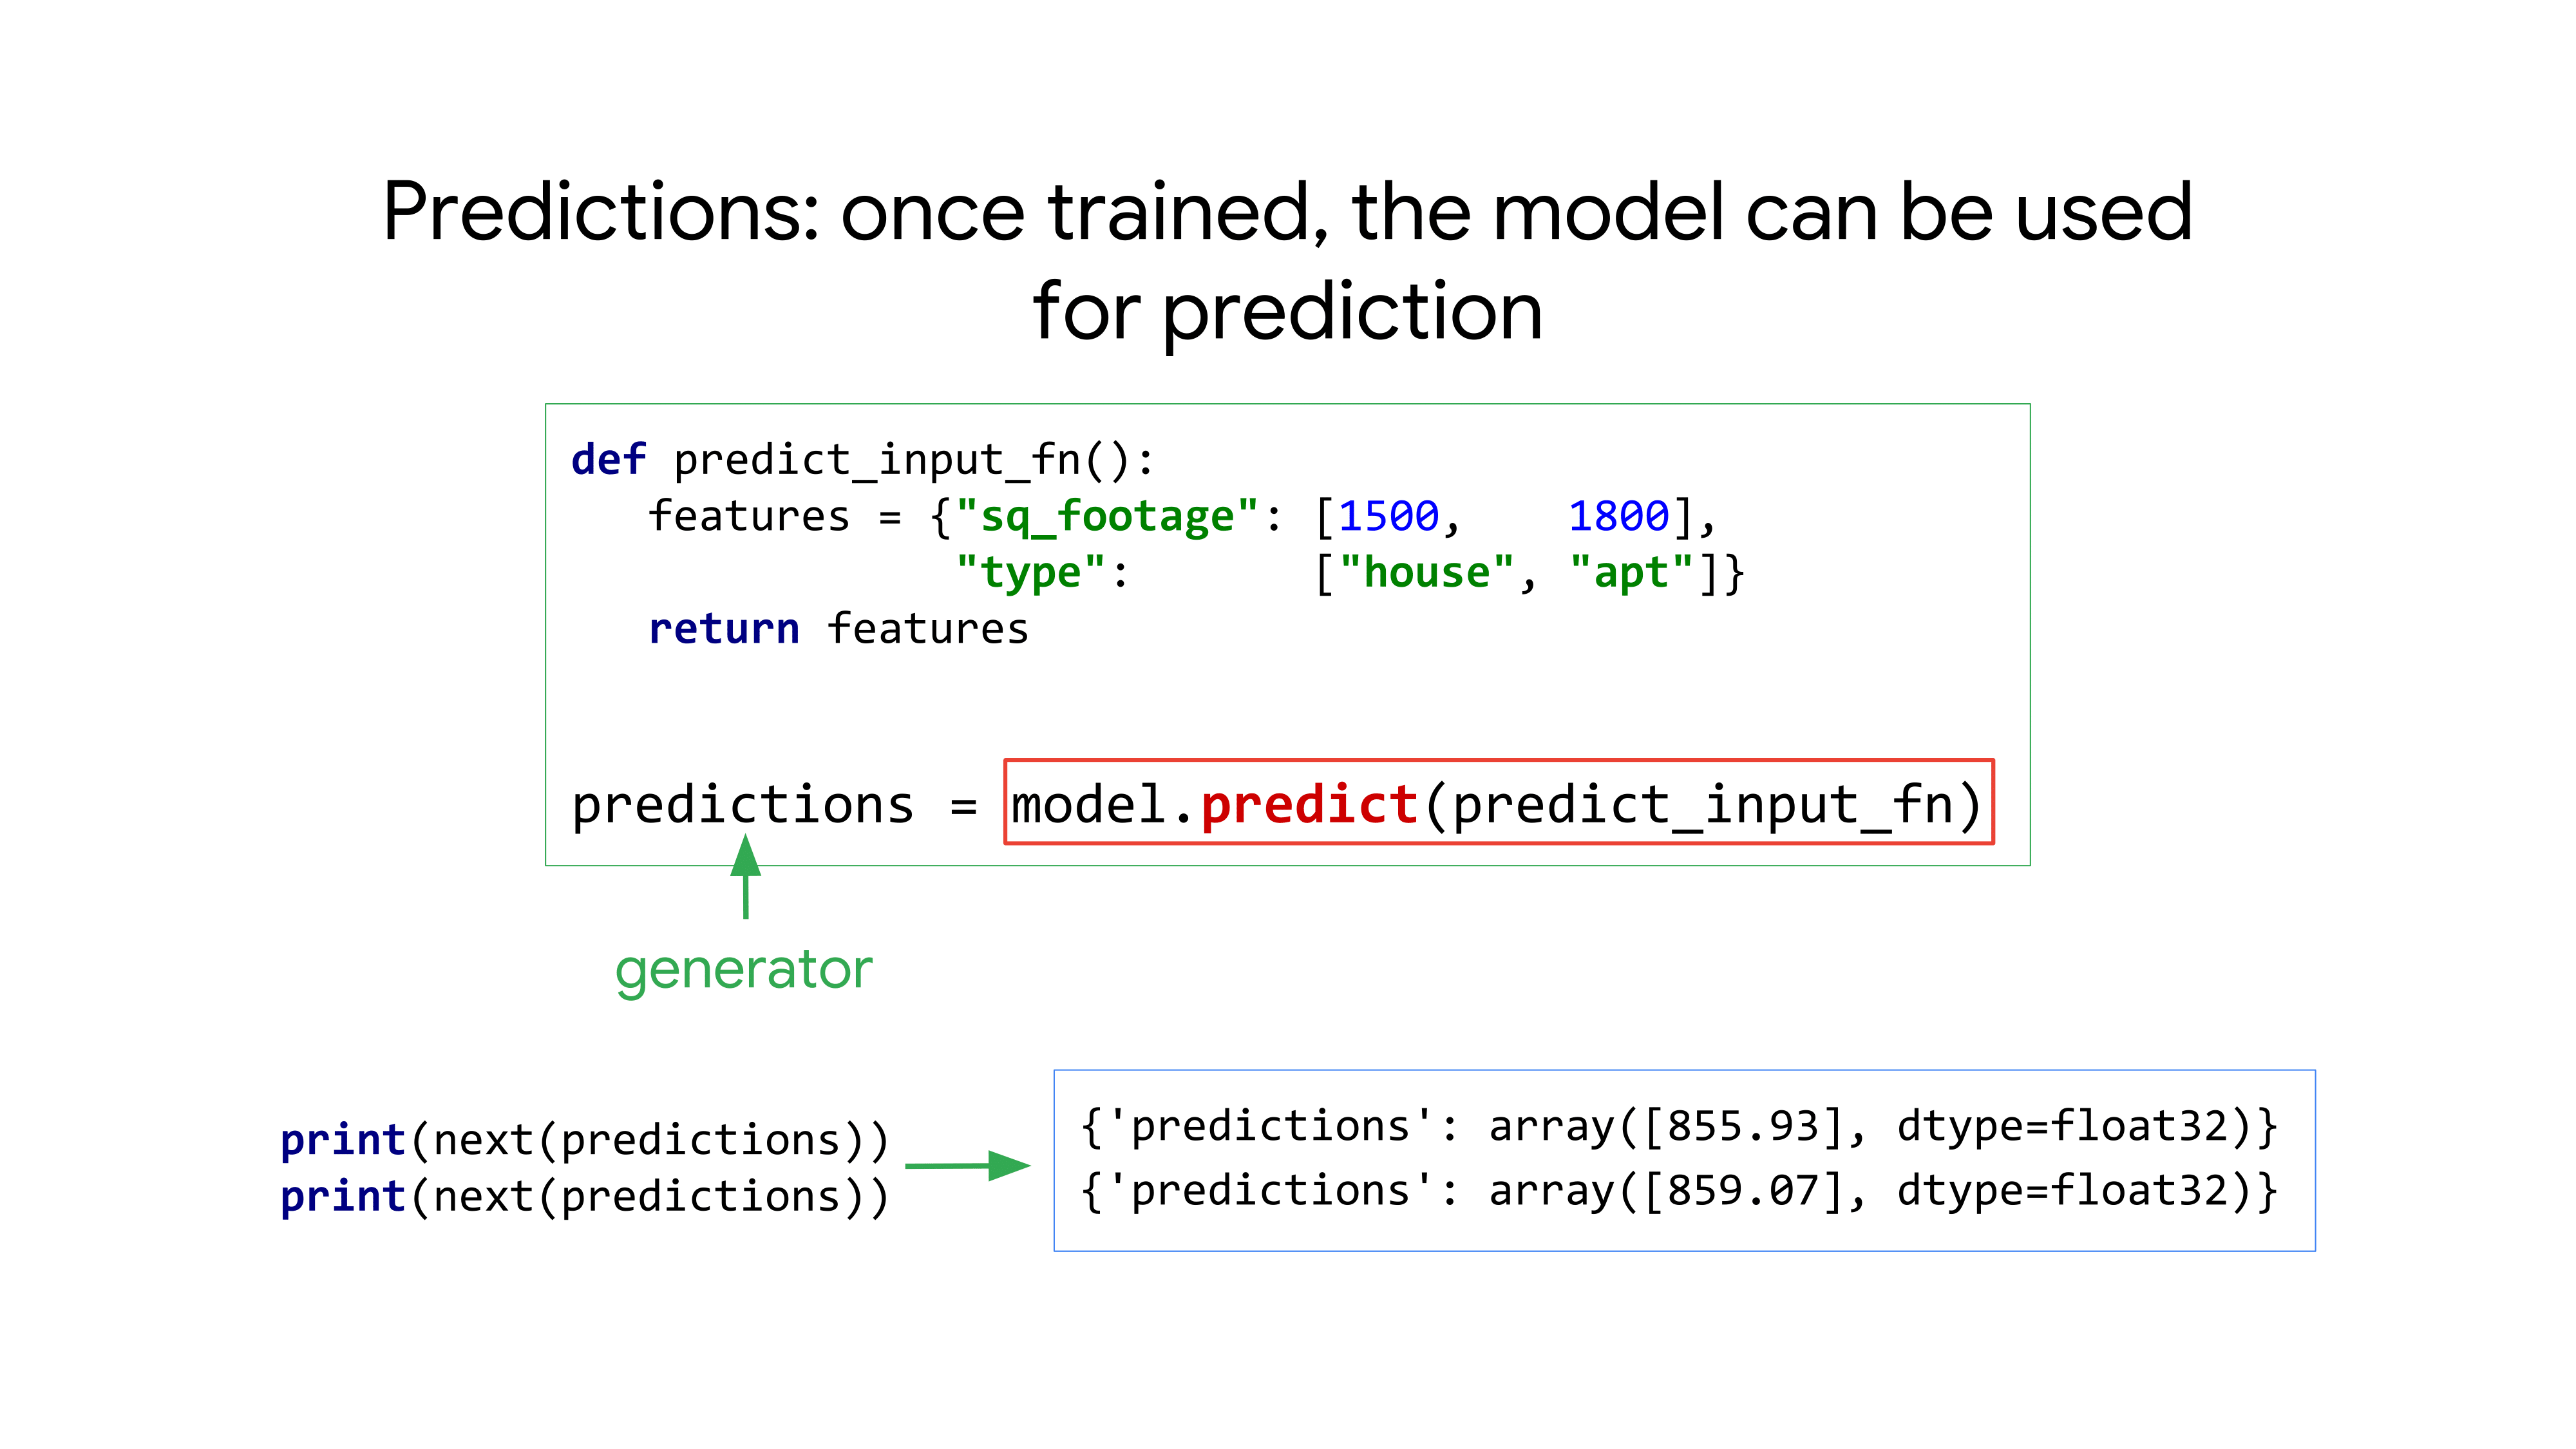 Predictions: once trained, the model can be used
for prediction
def predict_input_fn():
   features = {"sq_footage": [1500,    1800],
               "type":       ["house", "apt"]}
   return features
predictions = model.predict(predict_input_fn)
generator
print(next(predictions))
print(next(predictions))
{'predictions': array([855.93], dtype=float32)}
{'predictions': array([859.07], dtype=float32)}